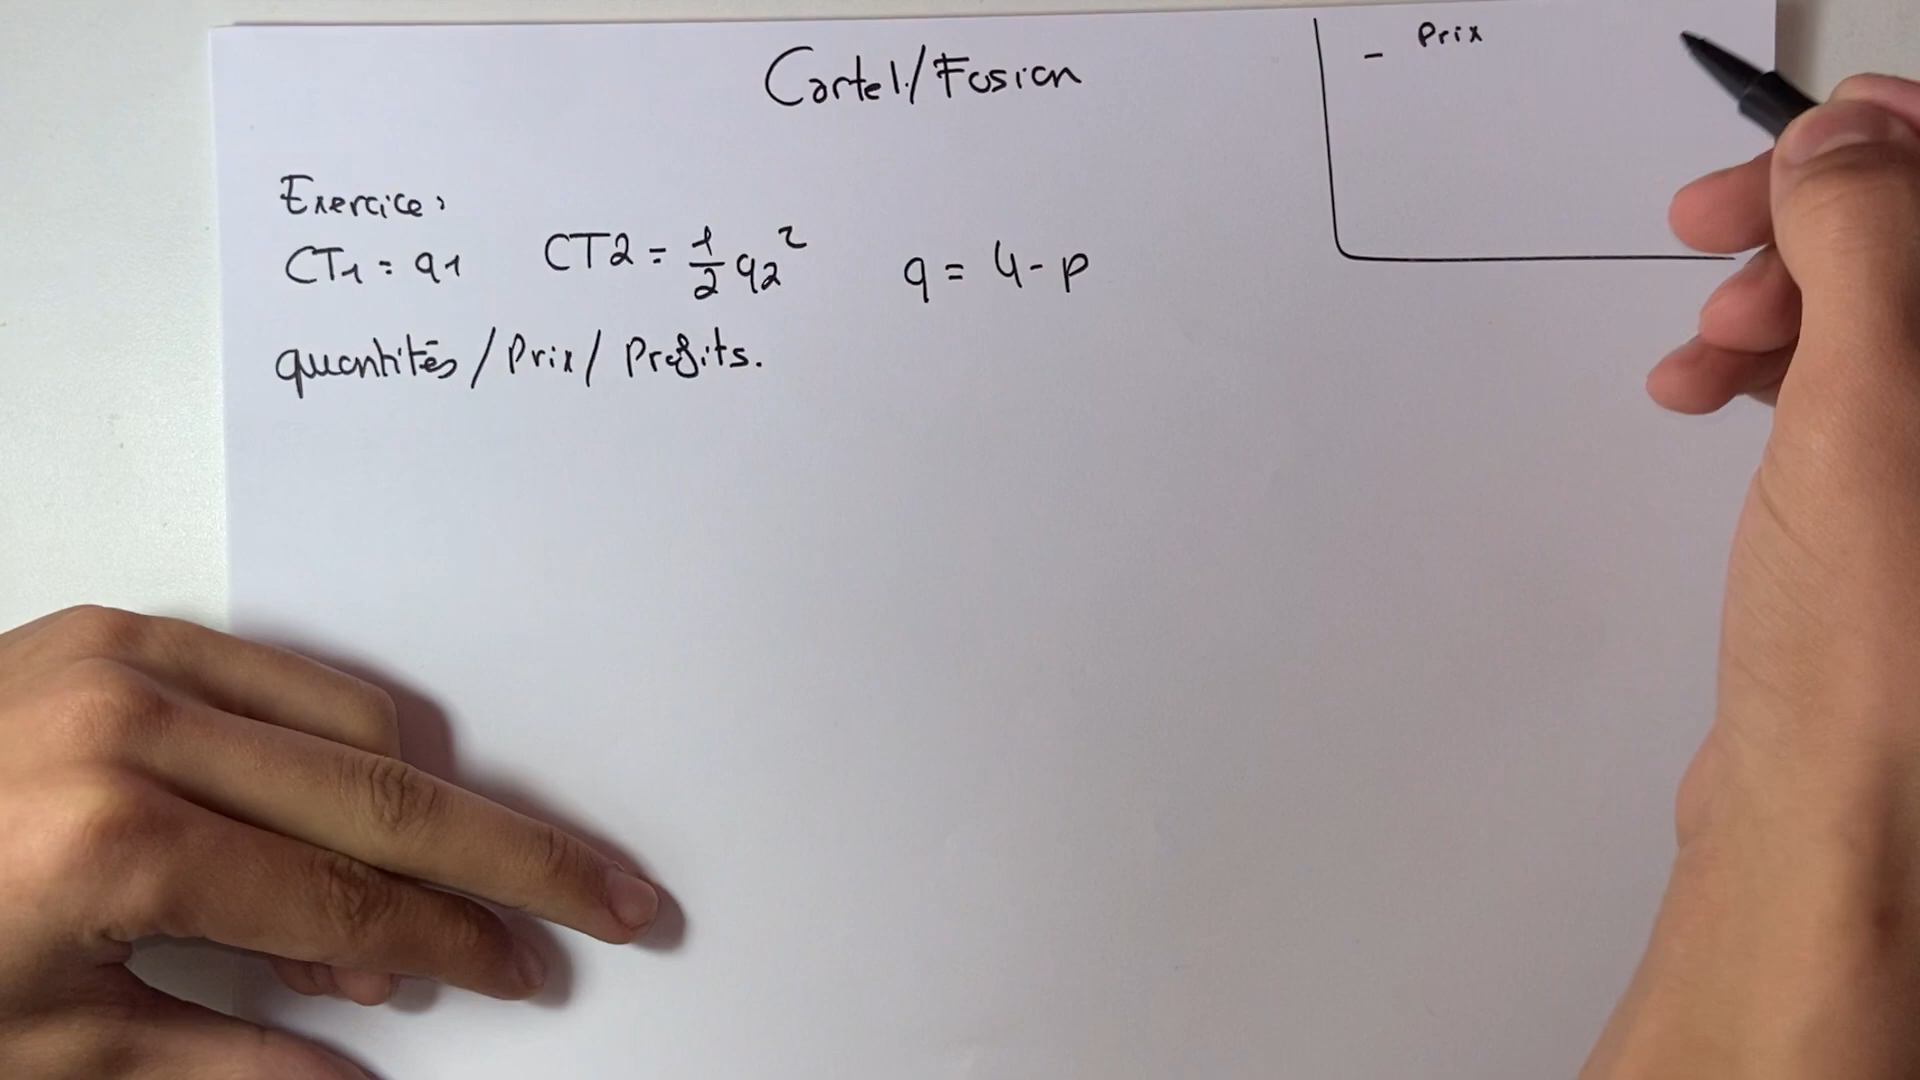 Cartel/Fusion
- Prix
Exercice:
CT1 = q1 CT2 = 1/2 q2² q = 4 - p
quantités / Prix / Profits.